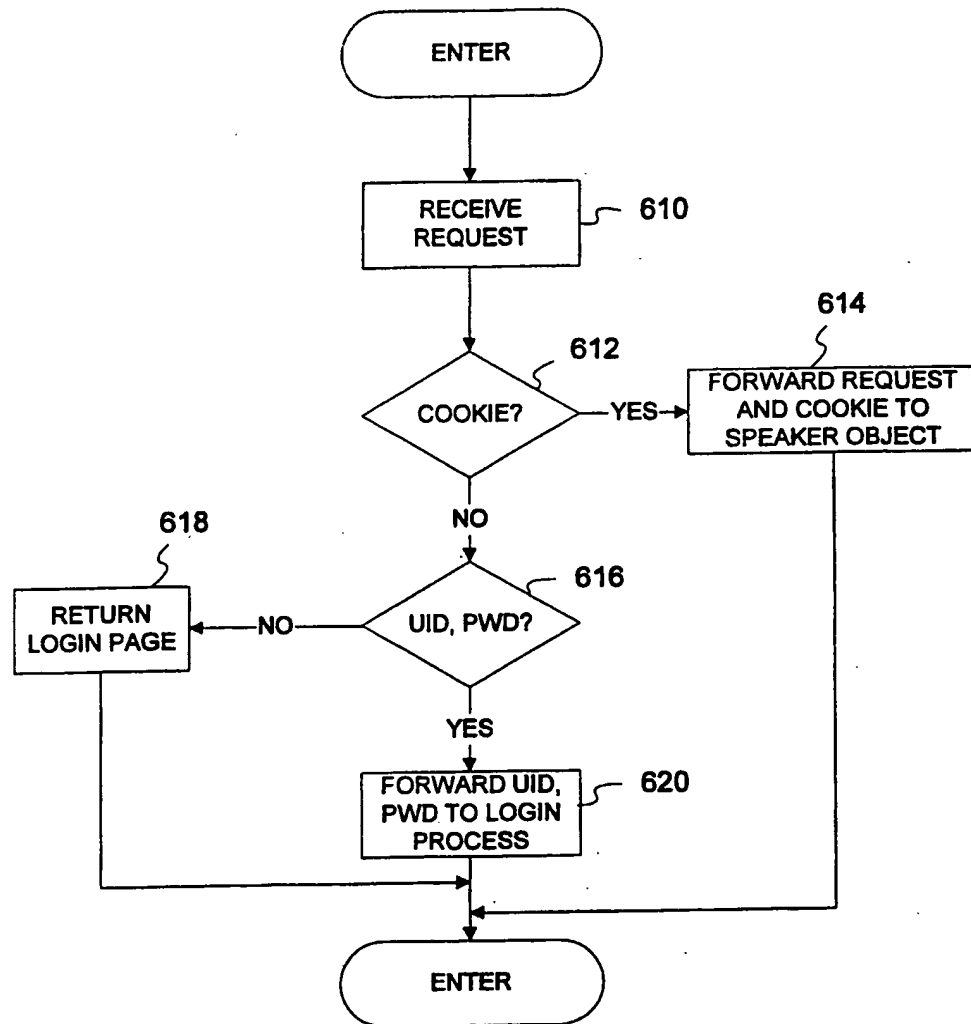 ENTER
RECEIVE
REQUEST
610
612
COOKIE?
YES
614
FORWARD REQUEST
AND COOKIE TO
SPEAKER OBJECT
NO
616
UID, PWD?
NO
618
RETURN
LOGIN PAGE
YES
FORWARD UID,
PWD TO LOGIN
PROCESS
620
ENTER